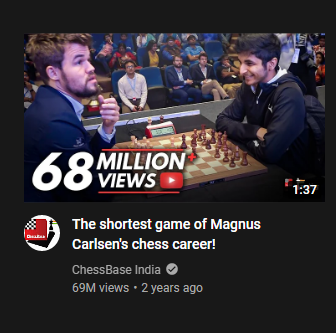 68 MILLION+
VIEWS
1:37
ChessBase
The shortest game of Magnus
Carlsen's chess career!
ChessBase India
69M views • 2 years ago